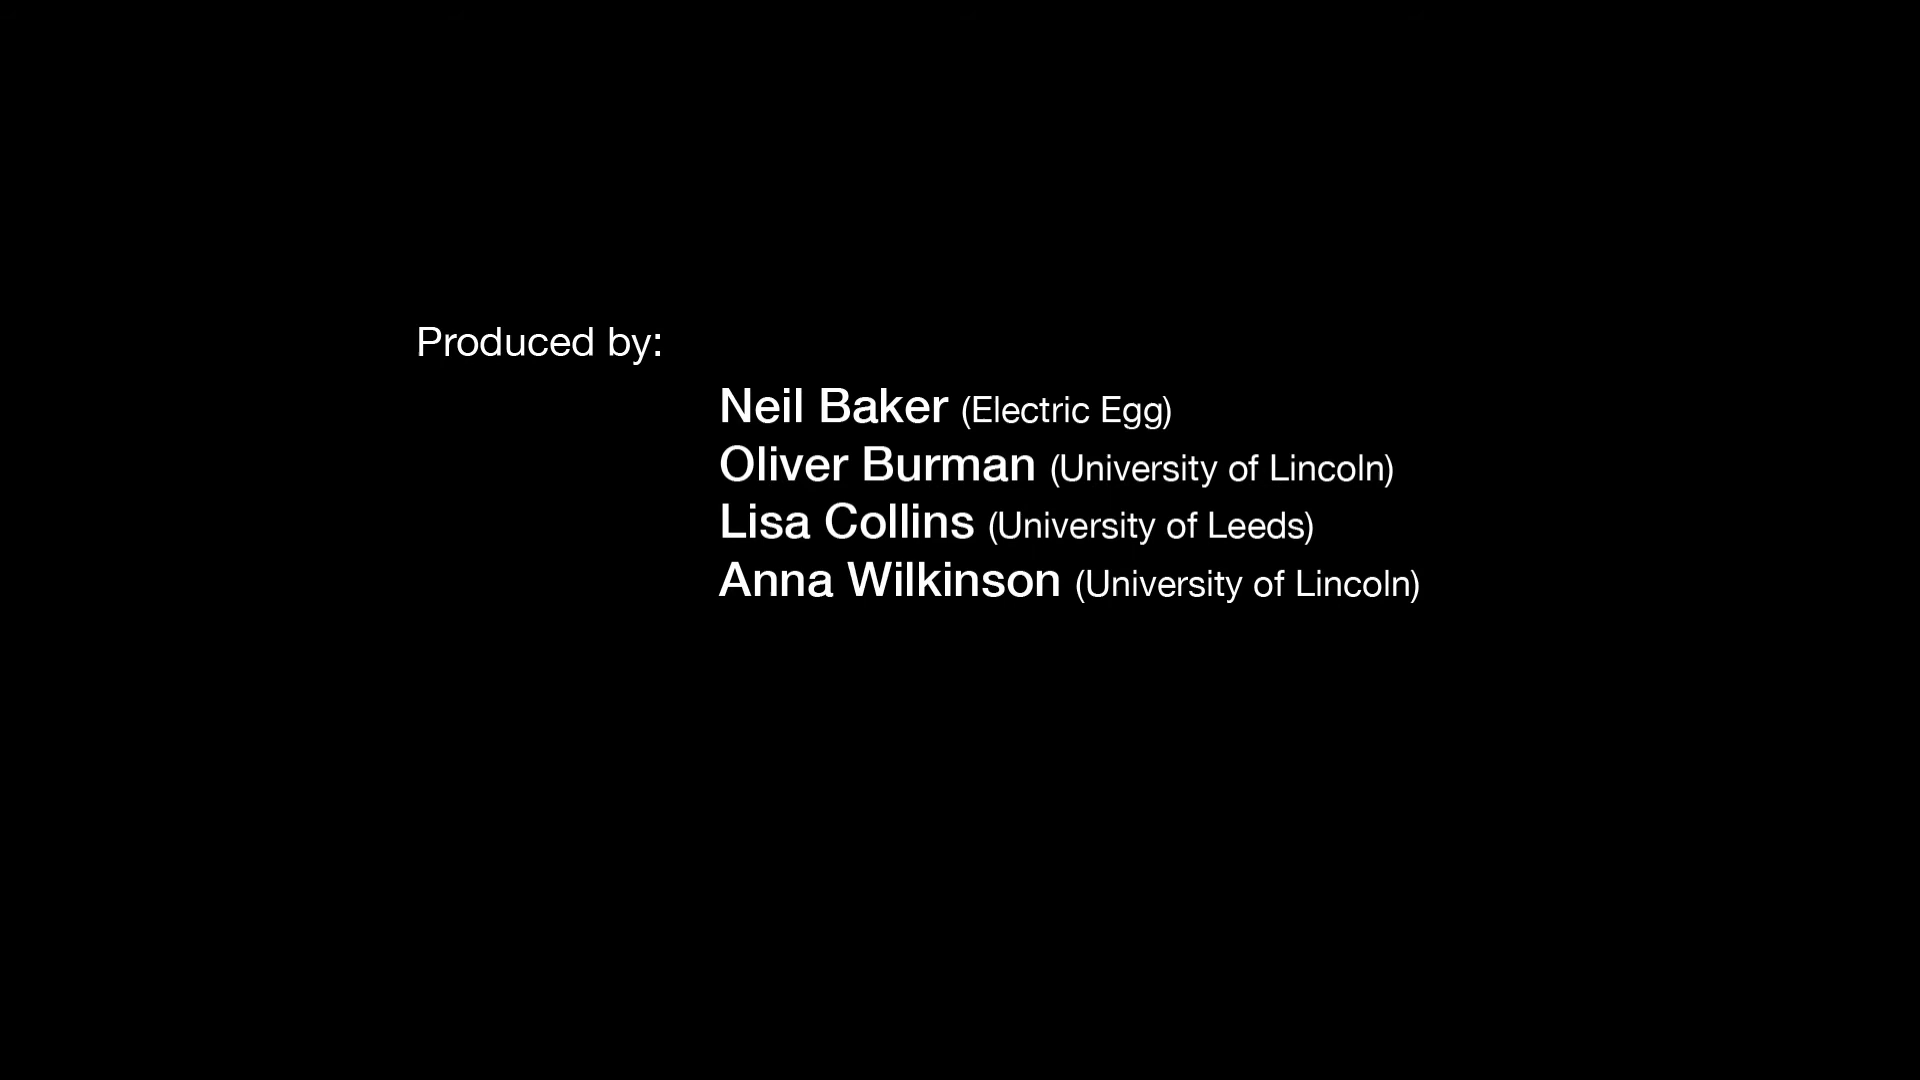 Produced by:
Neil Baker (Electric Egg)
Oliver Burman (University of Lincoln)
Lisa Collins (University of Leeds)
Anna Wilkinson (University of Lincoln)